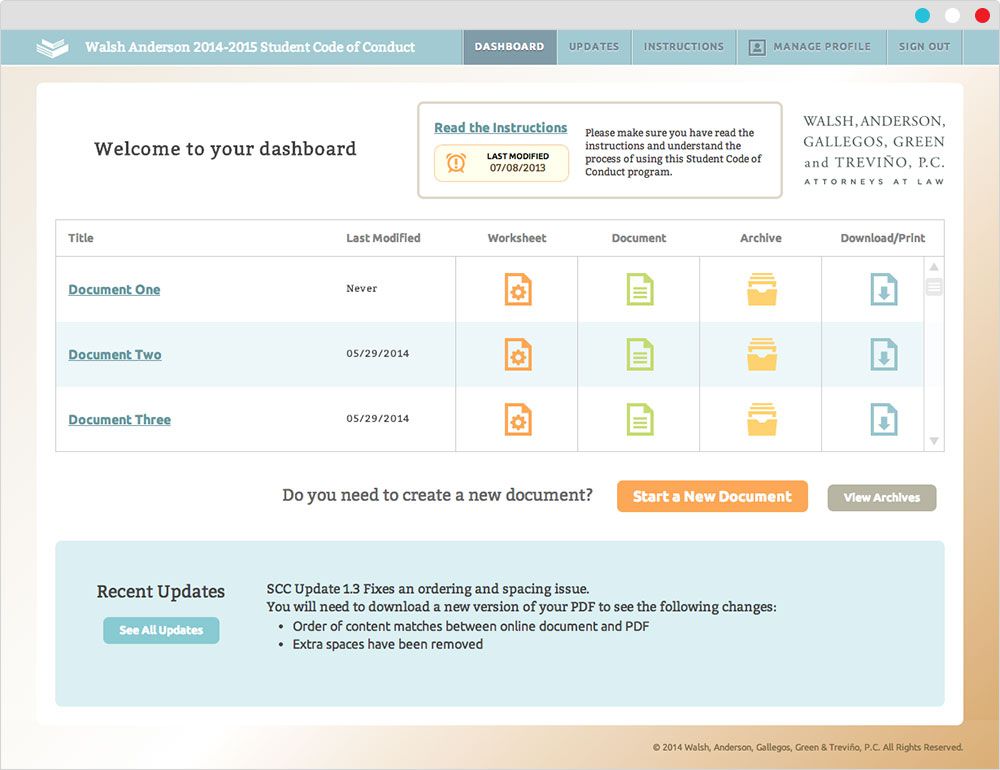 Walsh Anderson 2014-2015 Student Code of Conduct
DASHBOARD
UPDATES
INSTRUCTIONS
MANAGE PROFILE
SIGN OUT
Welcome to your dashboard
Read the Instructions
LAST MODIFIED
07/08/2013
Please make sure you have read the
instructions and understand the
process of using this Student Code of
Conduct program.
WALSH, ANDERSON,
GALLEGOS, GREEN
and TREVIÑO, P.C.
ATTORNEYS AT LAW
Title
Last Modified
Worksheet
Document
Archive
Download/Print
Document One
Never
Document Two
05/29/2014
Document Three
05/29/2014
Do you need to create a new document?
Start a New Document
View Archives
Recent Updates
See All Updates
SCC Update 1.3 Fixes an ordering and spacing issue.
You will need to download a new version of your PDF to see the following changes:
• Order of content matches between online document and PDF
• Extra spaces have been removed
© 2014 Walsh, Anderson, Gallegos, Green & Treviño, P.C. All Rights Reserved.